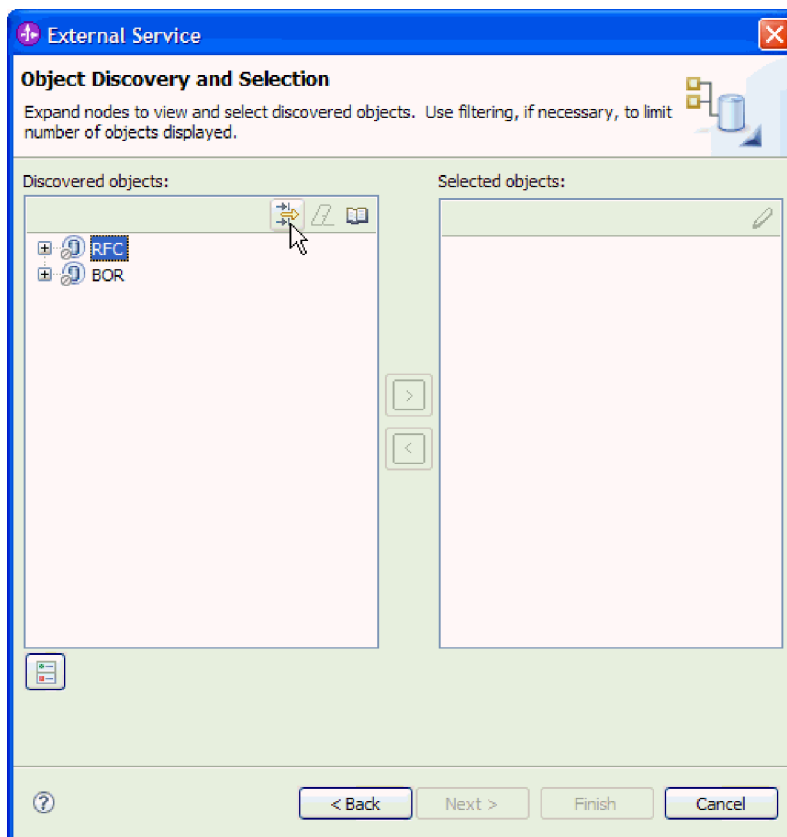 External Service
Object Discovery and Selection
Expand nodes to view and select discovered objects. Use filtering, if necessary, to limit
number of objects displayed.
Discovered objects:
Selected objects:
RFC
BOR
>
<
?
< Back
Next >
Finish
Cancel